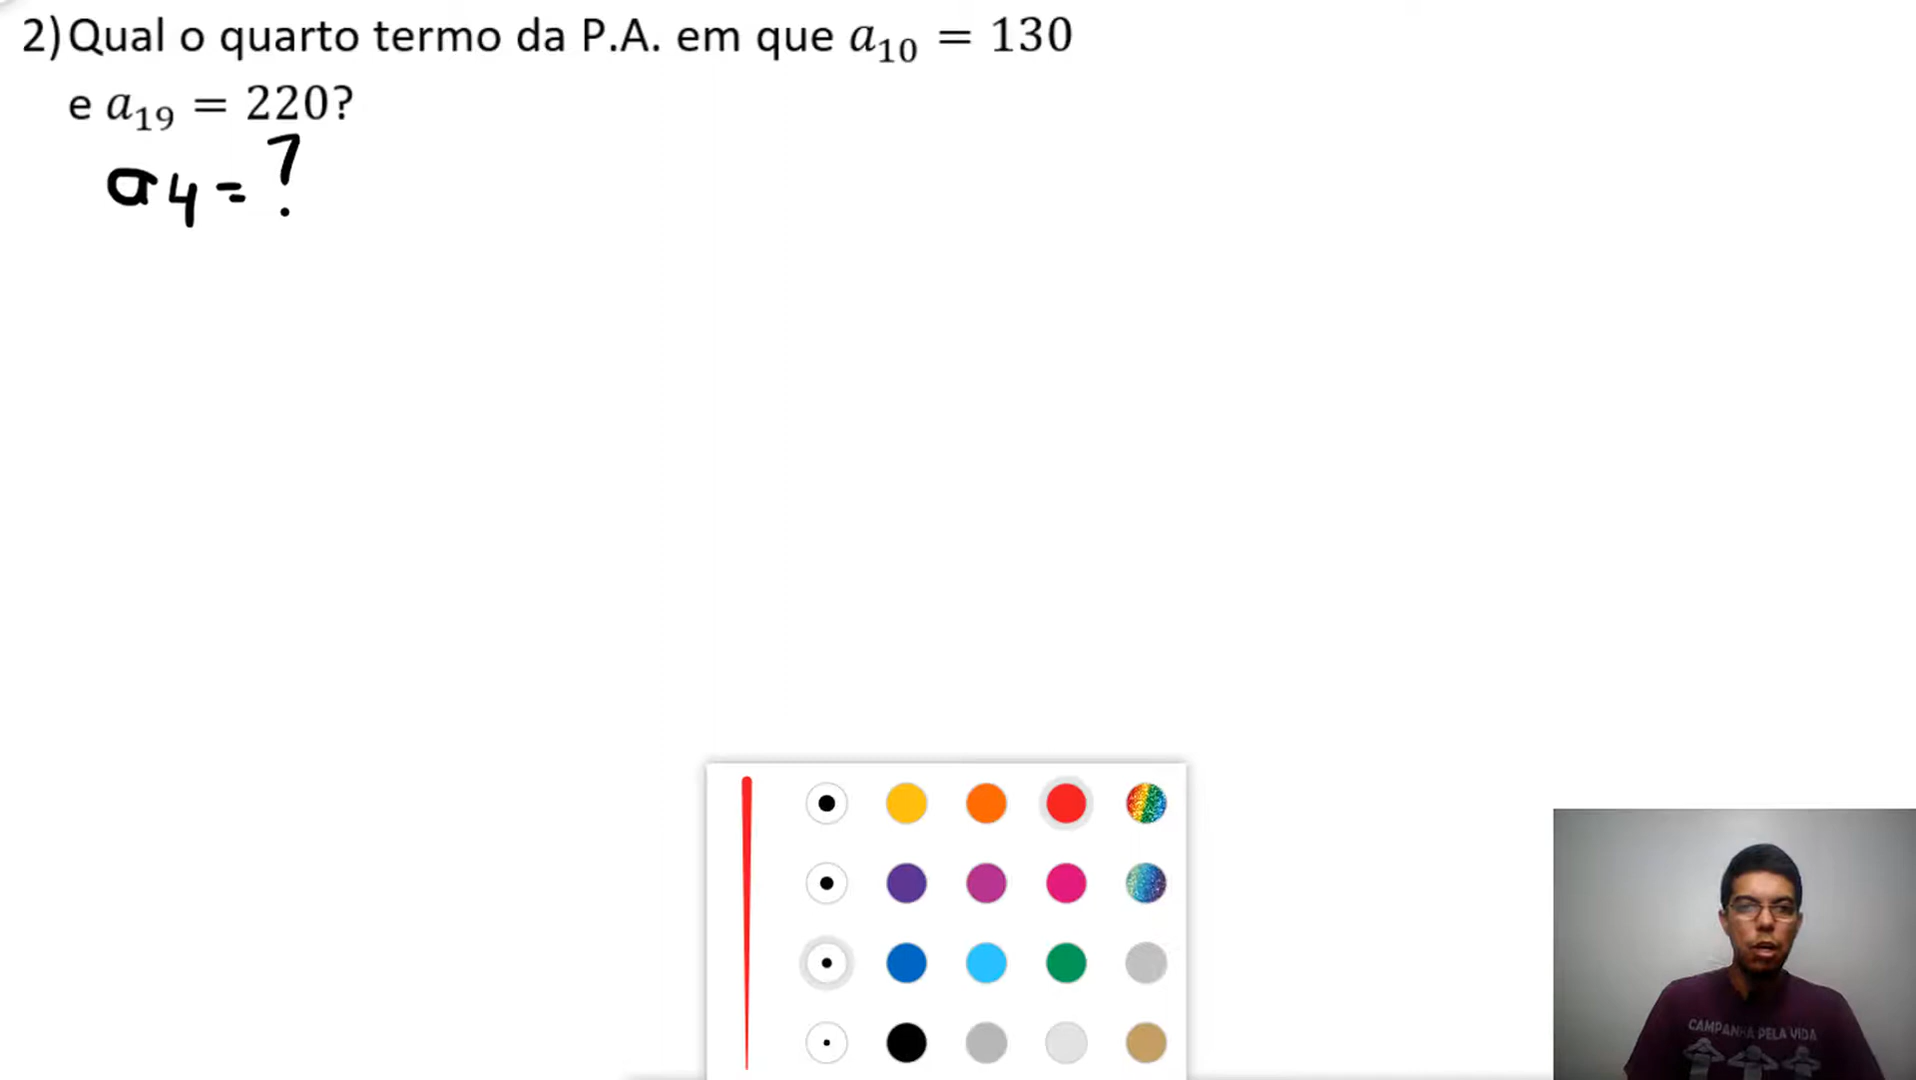 2) Qual o quarto termo da P.A. em que a₁₀ = 130
e a₁₉ = 220?
a₄ = ?
CAMPANHA PELA VIDA